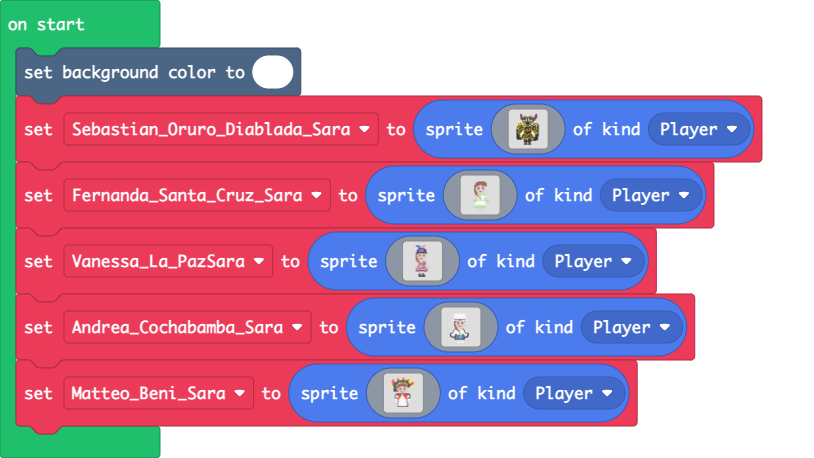 on start
set background color to
set Sebastian_Oruro_Diablada_Sara to sprite of kind Player
set Fernanda_Santa_Cruz_Sara to sprite of kind Player
set Vanessa_La_PazSara to sprite of kind Player
set Andrea_Cochabamba_Sara to sprite of kind Player
set Matteo_Beni_Sara to sprite of kind Player